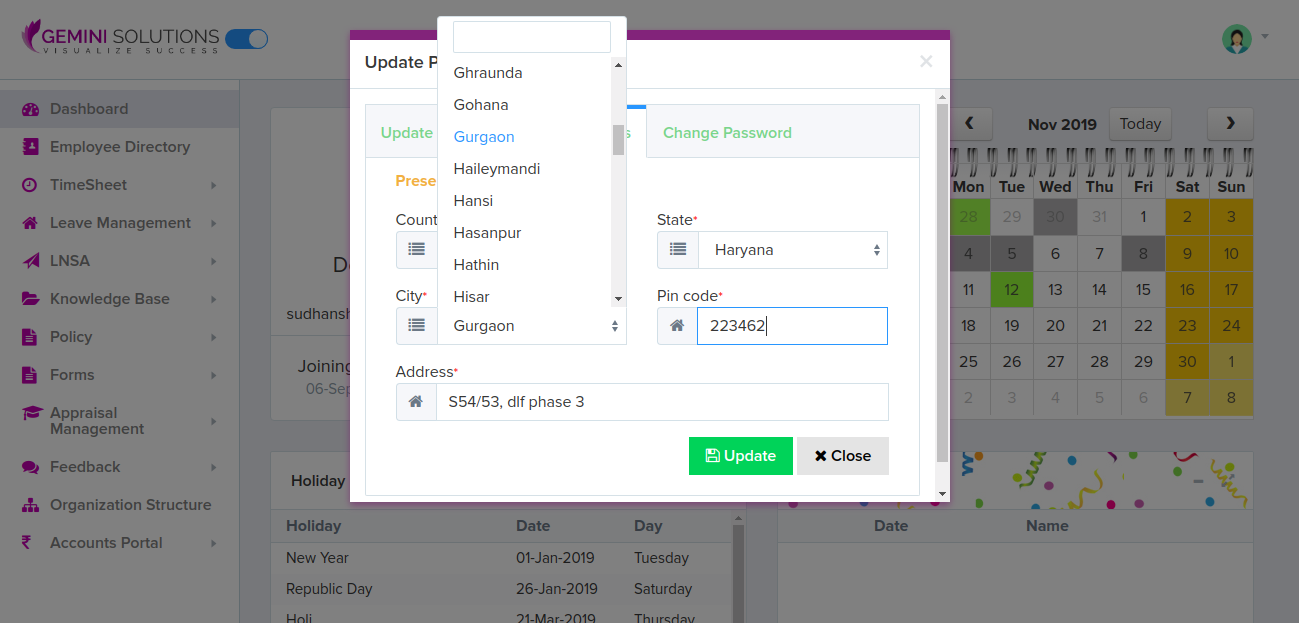 GEMINI SOLUTIONS
VISUALIZE SUCCESS
Dashboard
Employee Directory
TimeSheet
Leave Management
LNSA
Knowledge Base
Policy
Forms
Appraisal
Management
Feedback
Organization Structure
Accounts Portal
Update P
×
Ghraunda
Gohana
Gurgaon
Haileymandi
Hansi
Hasanpur
Hathin
Hisar
Update
s
Change Password
Prese
Count
State*
Haryana
City*
Gurgaon
Pin code*
223462
Address*
S54/53, dlf phase 3
Update
Close
D
sudhansh
Joining
06-Sep
Nov 2019
Today
Mon Tue Wed Thu Fri Sat Sun
28 29 30 31 1 2 3
4 5 6 7 8 9 10
11 12 13 14 15 16 17
18 19 20 21 22 23 24
25 26 27 28 29 30 1
2 3 4 5 6 7 8
Holiday
Holiday Date Day
New Year 01-Jan-2019 Tuesday
Republic Day 26-Jan-2019 Saturday
Holi 21-Mar-2019 Thursday
Date Name